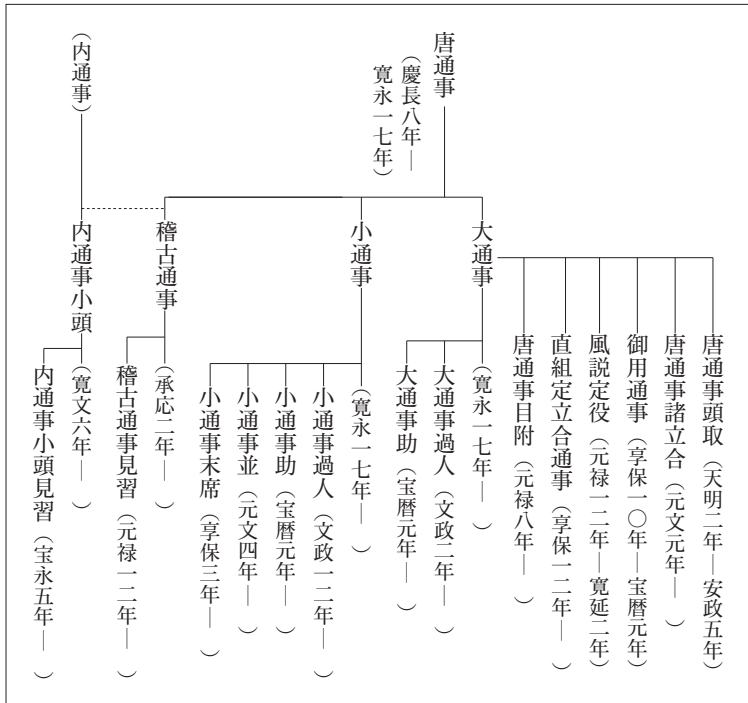 唐通事
（慶長八年―
寛永一七年）
唐通事頭取（天明二年―安政五年）
唐通事諸立合（元文元年―　）
御用通事（享保一〇年―宝暦元年）
風説定役（元禄一二年―寛延二年）
直組定立合通事（享保一二年―　）
唐通事目附（元禄八年―　）
大通事
（寛永一七年―　）
大通事過人（文政二年―　）
大通事助（宝暦元年―　）
小通事
（寛永一七年―　）
小通事過人（文政一二年―　）
小通事助（宝暦元年―　）
小通事並（元文四年―　）
小通事末席（享保三年―　）
稽古通事
（承応二年―　）
稽古通事見習（元禄一二年―　）
（内通事）
内通事小頭
（寛文六年―　）
内通事小頭見習（宝永五年―　）